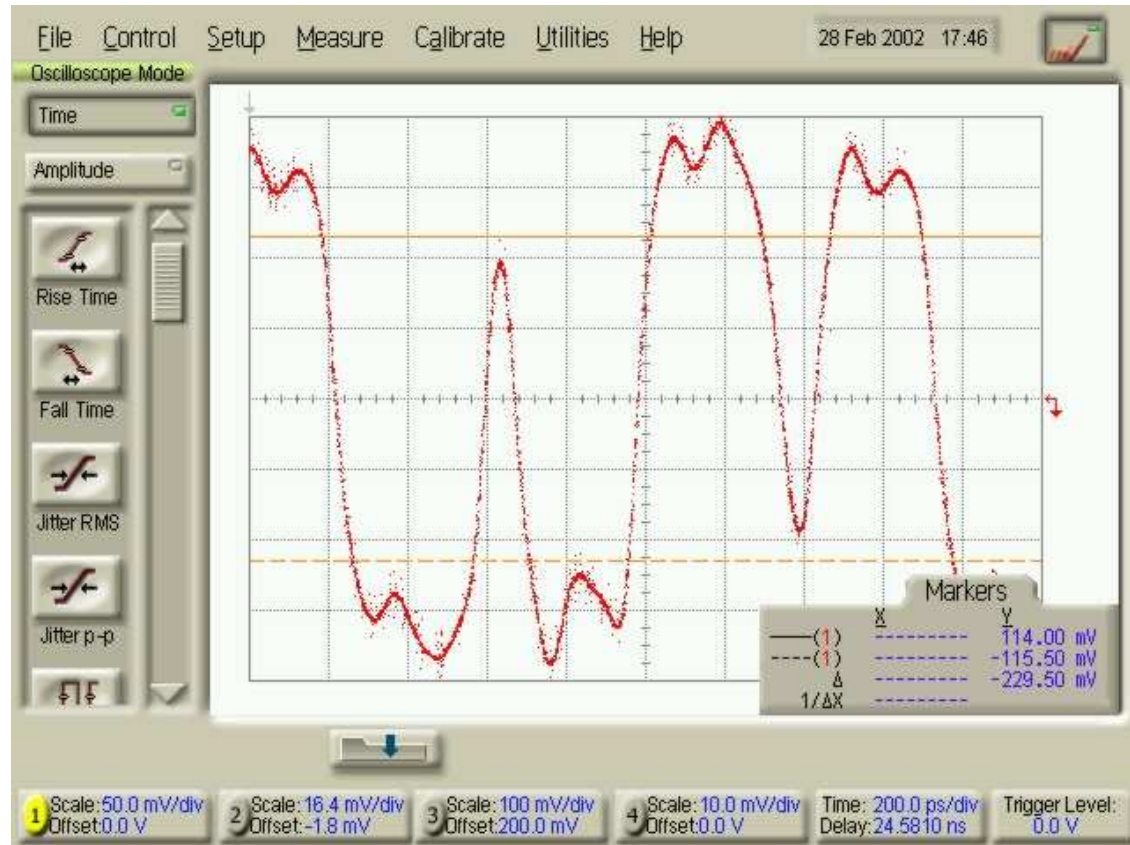 File Control Setup Measure Calibrate Utilities Help 28 Feb 2002 17:46
Oscilloscope Mode
Time
Amplitude
Rise Time
Fall Time
Jitter RMS
Jitter p-p
Markers
X Y
——(1) --------- 114.00 mV
----(1) --------- -115.50 mV
Δ --------- -229.50 mV
1/ΔX ---------
1 Scale:50.0 mV/div
Offset:0.0 V
2 Scale:16.4 mV/div
Offset:-1.8 mV
3 Scale:100 mV/div
Offset:200.0 mV
4 Scale:10.0 mV/div
Offset:0.0 V
Time: 200.0 ps/div
Delay:24.5810 ns
Trigger Level:
0.0 V